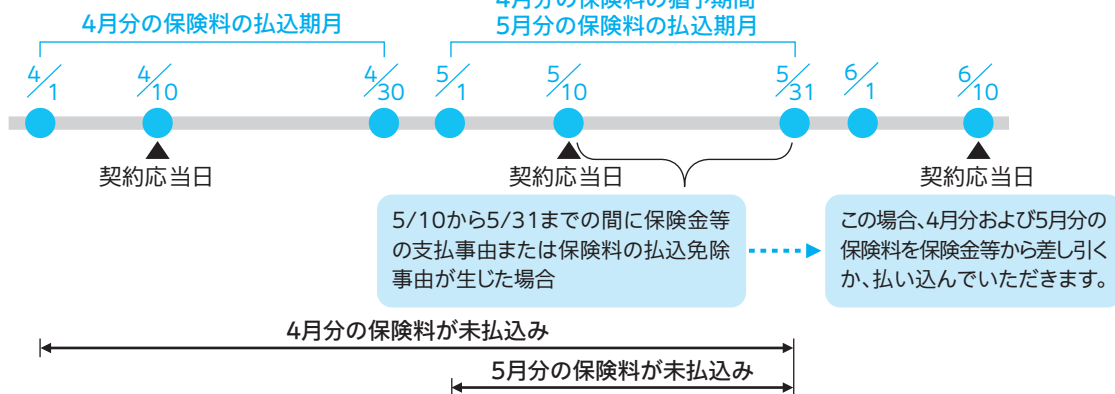 4月分の保険料の猶予期間
4月分の保険料の払込期月
5月分の保険料の払込期月
4/1
4/10
4/30
5/1
5/10
5/31
6/1
6/10
契約応当日
契約応当日
契約応当日
5/10から5/31までの間に保険金等
の支払事由または保険料の払込免除
事由が生じた場合
この場合、4月分および5月分の
保険料を保険金等から差し引く
か、払い込んでいただきます。
4月分の保険料が未払込み
5月分の保険料が未払込み